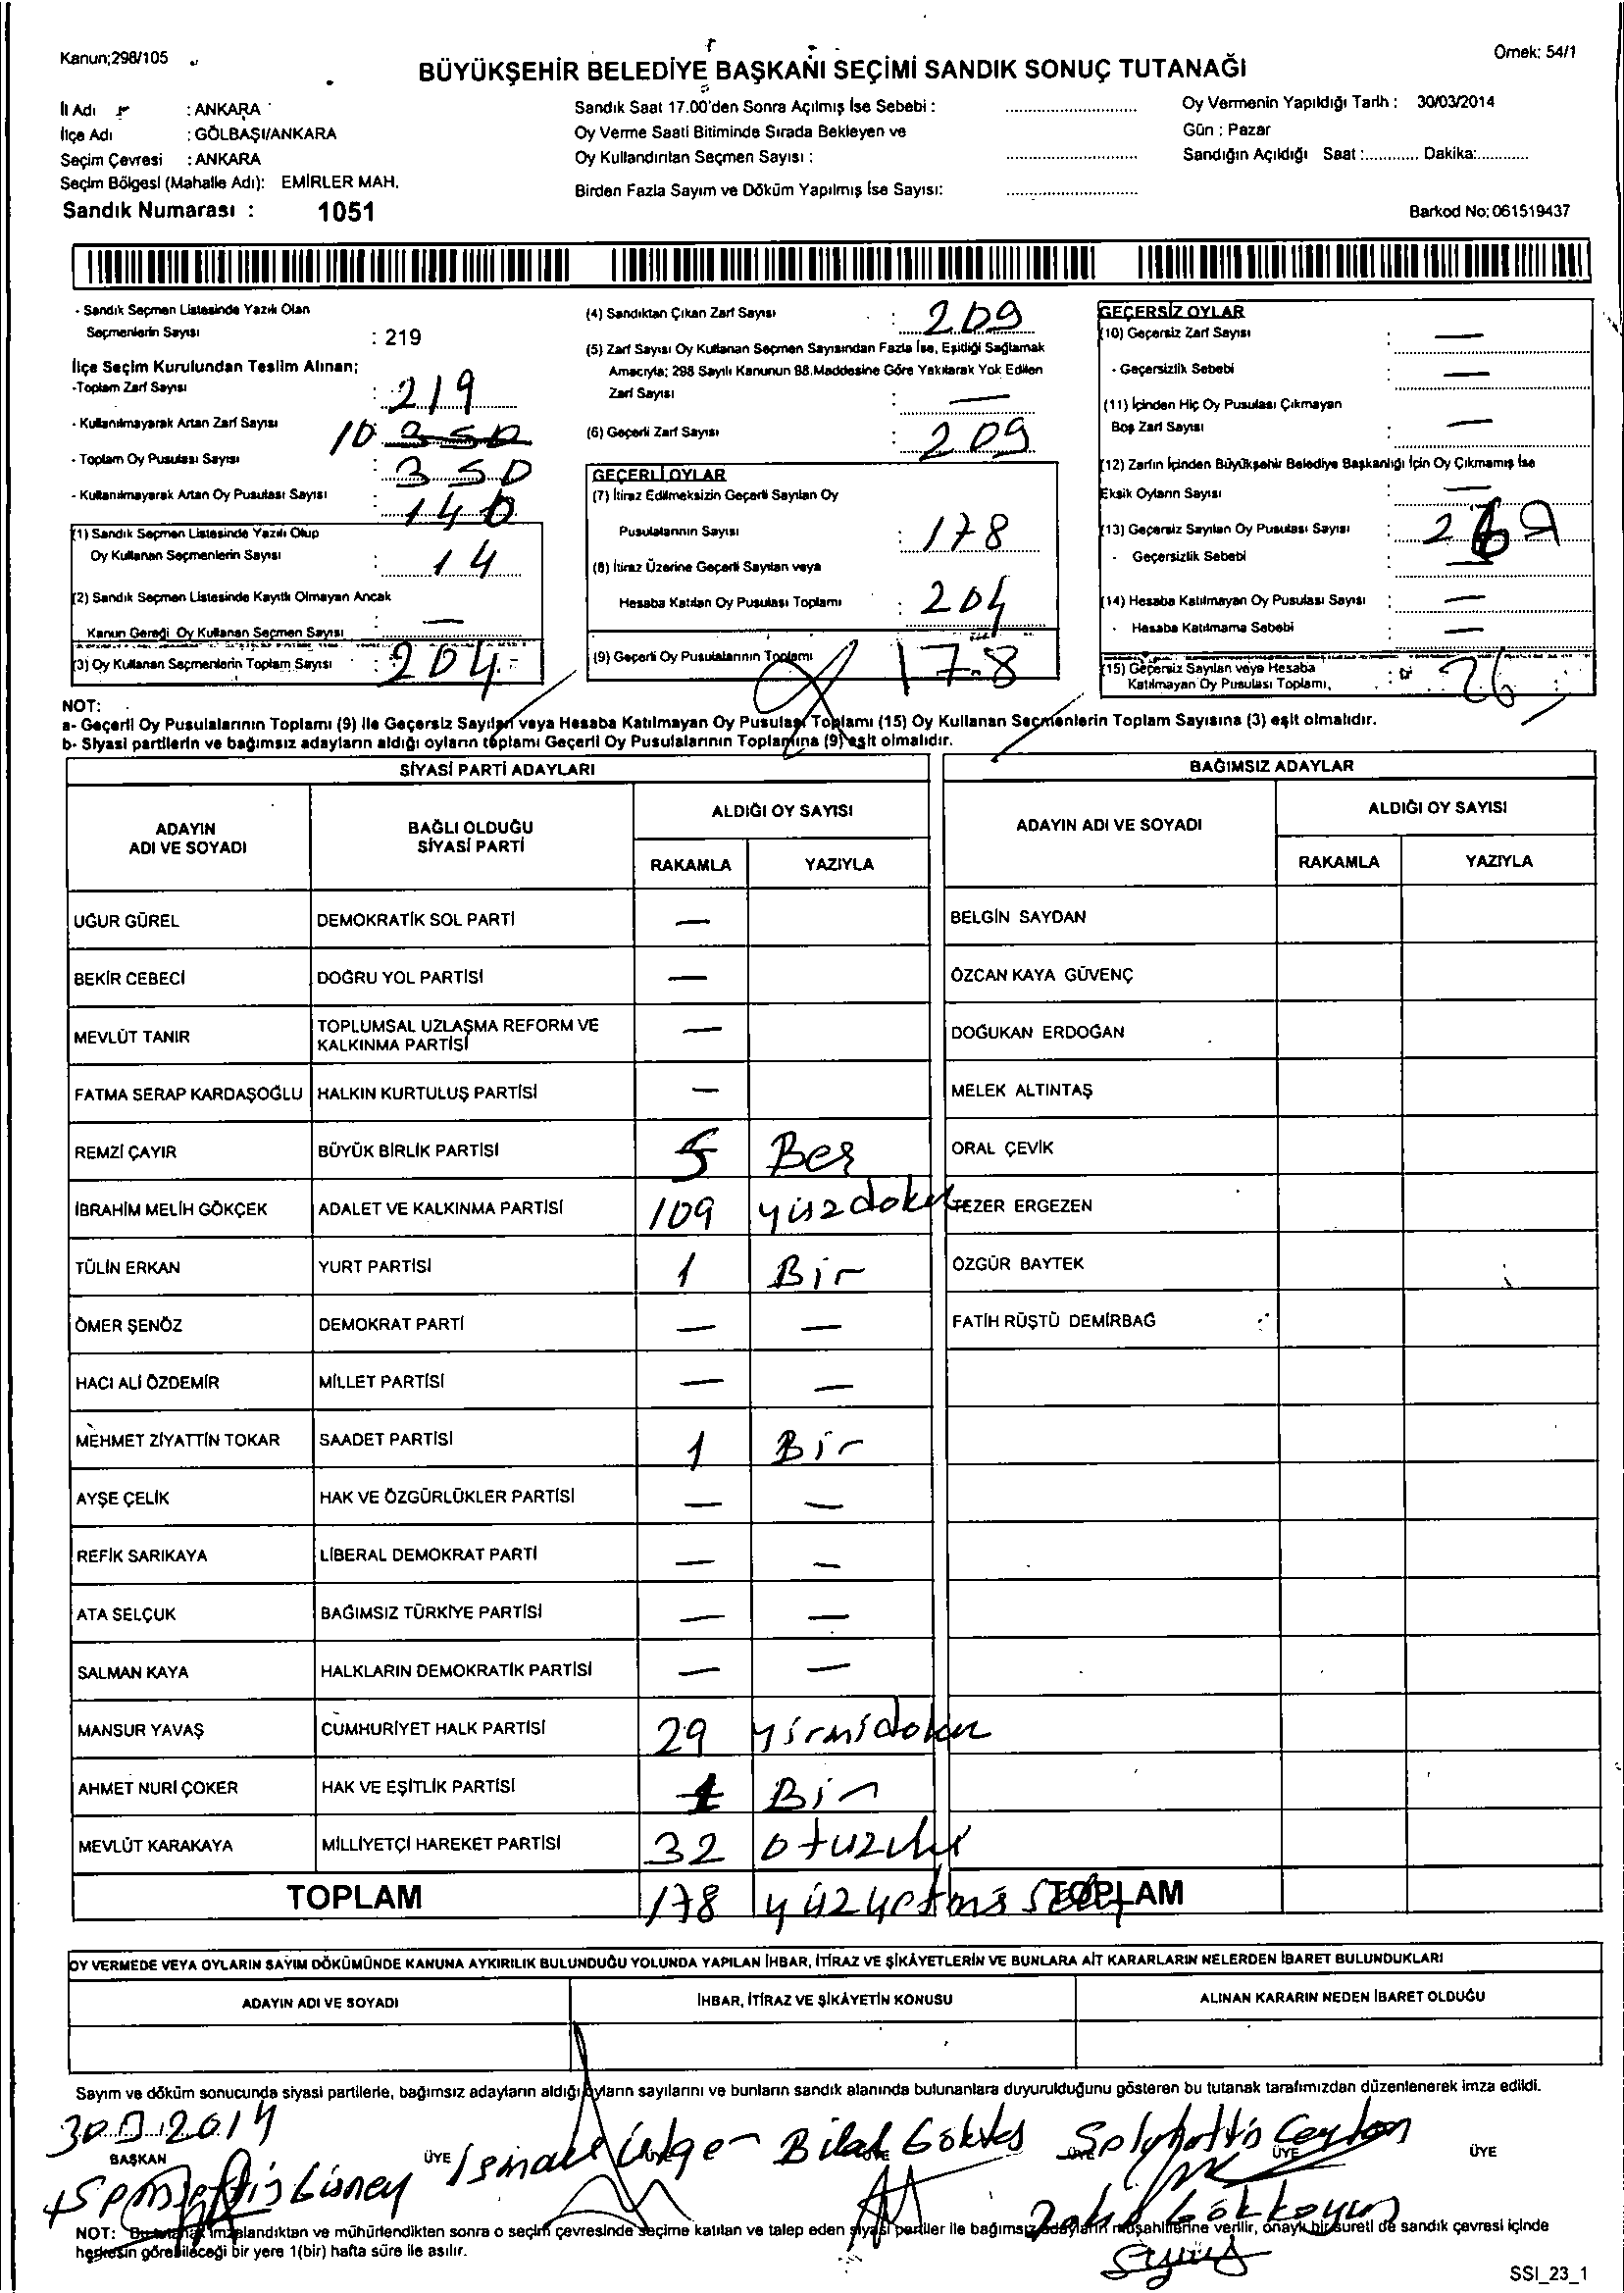 Kanun;298/105
Örnek: 54/1
BÜYÜKŞEHİR BELEDİYE BAŞKANI SEÇİMİ SANDIK SONUÇ TUTANAĞI
İl Adı : ANKARA
İlçe Adı : GÖLBAŞI/ANKARA
Seçim Çevresi : ANKARA
Seçim Bölgesi (Mahalle Adı): EMİRLER MAH.
Sandık Numarası : 1051
Sandık Saat 17.00'den Sonra Açılmış İse Sebebi :
Oy Verme Saati Bitiminde Sırada Bekleyen ve
Oy Kullandırılan Seçmen Sayısı :
Birden Fazla Sayım ve Döküm Yapılmış İse Sayısı:
Oy Vermenin Yapıldığı Tarih : 30/03/2014
Gün : Pazar
Sandığın Açıldığı Saat :............ Dakika:............
Barkod No: 061519437
- Sandık Seçmen Listesinde Yazılı Olan
Seçmenlerin Sayısı : 219
İlçe Seçim Kurulundan Teslim Alınan;
-Toplam Zarf Sayısı : 219
- Kullanılmayarak Artan Zarf Sayısı 10 350
- Toplam Oy Pusulası Sayısı : 350
- Kullanılmayarak Artan Oy Pusulası Sayısı : 140
(1) Sandık Seçmen Listesinde Yazılı Olup
Oy Kullanan Seçmenlerin Sayısı : 14
(2) Sandık Seçmen Listesinde Kayıtlı Olmayan Ancak
Kanun Gereği Oy Kullanan Seçmen Sayısı : —
(3) Oy Kullanan Seçmenlerin Toplam Sayısı : 204
(4) Sandıktan Çıkan Zarf Sayısı : 209
(5) Zarf Sayısı Oy Kullanan Seçmen Sayısından Fazla İse, Eşitliği Sağlamak
Amacıyla; 298 Sayılı Kanunun 98.Maddesine Göre Yakılarak Yok Edilen
Zarf Sayısı : —
(6) Geçerli Zarf Sayısı : 209
GEÇERLİ OYLAR
(7) İtiraz Edilmeksizin Geçerli Sayılan Oy
Pusulalarının Sayısı : 178
(8) İtiraz Üzerine Geçerli Sayılan veya
Hesaba Katılan Oy Pusulası Toplamı : 204
(9) Geçerli Oy Pusulalarının Toplamı 178
GEÇERSİZ OYLAR
(10) Geçersiz Zarf Sayısı : —
- Geçersizlik Sebebi : —
(11) İçinden Hiç Oy Pusulası Çıkmayan
Boş Zarf Sayısı : —
(12) Zarfın İçinden Büyükşehir Belediye Başkanlığı İçin Oy Çıkmamış İse
Eksik Oyların Sayısı : —
(13) Geçersiz Sayılan Oy Pusulası Sayısı :
- Geçersizlik Sebebi : —
(14) Hesaba Katılmayan Oy Pusulası Sayısı : —
- Hesaba Katılmama Sebebi : —
(15) Geçersiz Sayılan veya Hesaba
Katılmayan Oy Pusulası Toplamı, : 26
NOT:
a- Geçerli Oy Pusulalarının Toplamı (9) ile Geçersiz Sayılan veya Hesaba Katılmayan Oy Pusulası Toplamı (15) Oy Kullanan Seçmenlerin Toplam Sayısına (3) eşit olmalıdır.
b- Siyasi partilerin ve bağımsız adayların aldığı oyların toplamı Geçerli Oy Pusulalarının Toplamına (9) eşit olmalıdır.
SİYASİ PARTİ ADAYLARI
ADAYIN ADI VE SOYADI BAĞLI OLDUĞU SİYASİ PARTİ ALDIĞI OY SAYISI
RAKAMLA YAZIYLA
UĞUR GÜREL DEMOKRATİK SOL PARTİ —
BEKİR CEBECİ DOĞRU YOL PARTİSİ —
MEVLÜT TANIR TOPLUMSAL UZLAŞMA REFORM VE KALKINMA PARTİSİ —
FATMA SERAP KARDAŞOĞLU HALKIN KURTULUŞ PARTİSİ —
REMZİ ÇAYIR BÜYÜK BİRLİK PARTİSİ 5 Beş
İBRAHİM MELİH GÖKÇEK ADALET VE KALKINMA PARTİSİ 109 yüzdokuz
TÜLİN ERKAN YURT PARTİSİ 1 Bir
ÖMER ŞENÖZ DEMOKRAT PARTİ — —
HACI ALİ ÖZDEMİR MİLLET PARTİSİ — —
MEHMET ZİYATTİN TOKAR SAADET PARTİSİ 1 Bir
AYŞE ÇELİK HAK VE ÖZGÜRLÜKLER PARTİSİ — —
REFİK SARIKAYA LİBERAL DEMOKRAT PARTİ — —
ATA SELÇUK BAĞIMSIZ TÜRKİYE PARTİSİ — —
SALMAN KAYA HALKLARIN DEMOKRATİK PARTİSİ — —
MANSUR YAVAŞ CUMHURİYET HALK PARTİSİ 29 yirmidokuz
AHMET NURİ ÇOKER HAK VE EŞİTLİK PARTİSİ 1 Bir
MEVLÜT KARAKAYA MİLLİYETÇİ HAREKET PARTİSİ 32 otuziki
TOPLAM 178 yüzyetmiş sekiz
BAĞIMSIZ ADAYLAR
ADAYIN ADI VE SOYADI ALDIĞI OY SAYISI
RAKAMLA YAZIYLA
BELGİN SAYDAN
ÖZCAN KAYA GÜVENÇ
DOĞUKAN ERDOĞAN
MELEK ALTINTAŞ
ORAL ÇEVİK
TEZER ERGEZEN
ÖZGÜR BAYTEK
FATİH RÜŞTÜ DEMİRBAĞ
TOPLAM
OY VERMEDE VEYA OYLARIN SAYIM DÖKÜMÜNDE KANUNA AYKIRILIK BULUNDUĞU YOLUNDA YAPILAN İHBAR, İTİRAZ VE ŞİKÂYETLERİN VE BUNLARA AİT KARARLARIN NELERDEN İBARET BULUNDUKLARI
ADAYIN ADI VE SOYADI İHBAR, İTİRAZ VE ŞİKÂYETİN KONUSU ALINAN KARARIN NEDEN İBARET OLDUĞU
Sayım ve döküm sonucunda siyasi partilerle, bağımsız adayların aldığı oyların sayılarını ve bunların sandık alanında bulunanlara duyurulduğunu gösteren bu tutanak tarafımızdan düzenlenerek imza edildi.
BAŞKAN ÜYE ÜYE ÜYE ÜYE ÜYE ÜYE
İsmail Bilal Göktes
NOT: Bu tutanak imzalandıktan ve mühürlendikten sonra o seçim çevresinde seçime katılan ve talep eden siyasi partiler ile bağımsız adayların müşahitlerine verilir, onaylı bir sureti de sandık çevresi içinde
herkesin görebileceği bir yere 1(bir) hafta süre ile asılır.
SSI_23_1